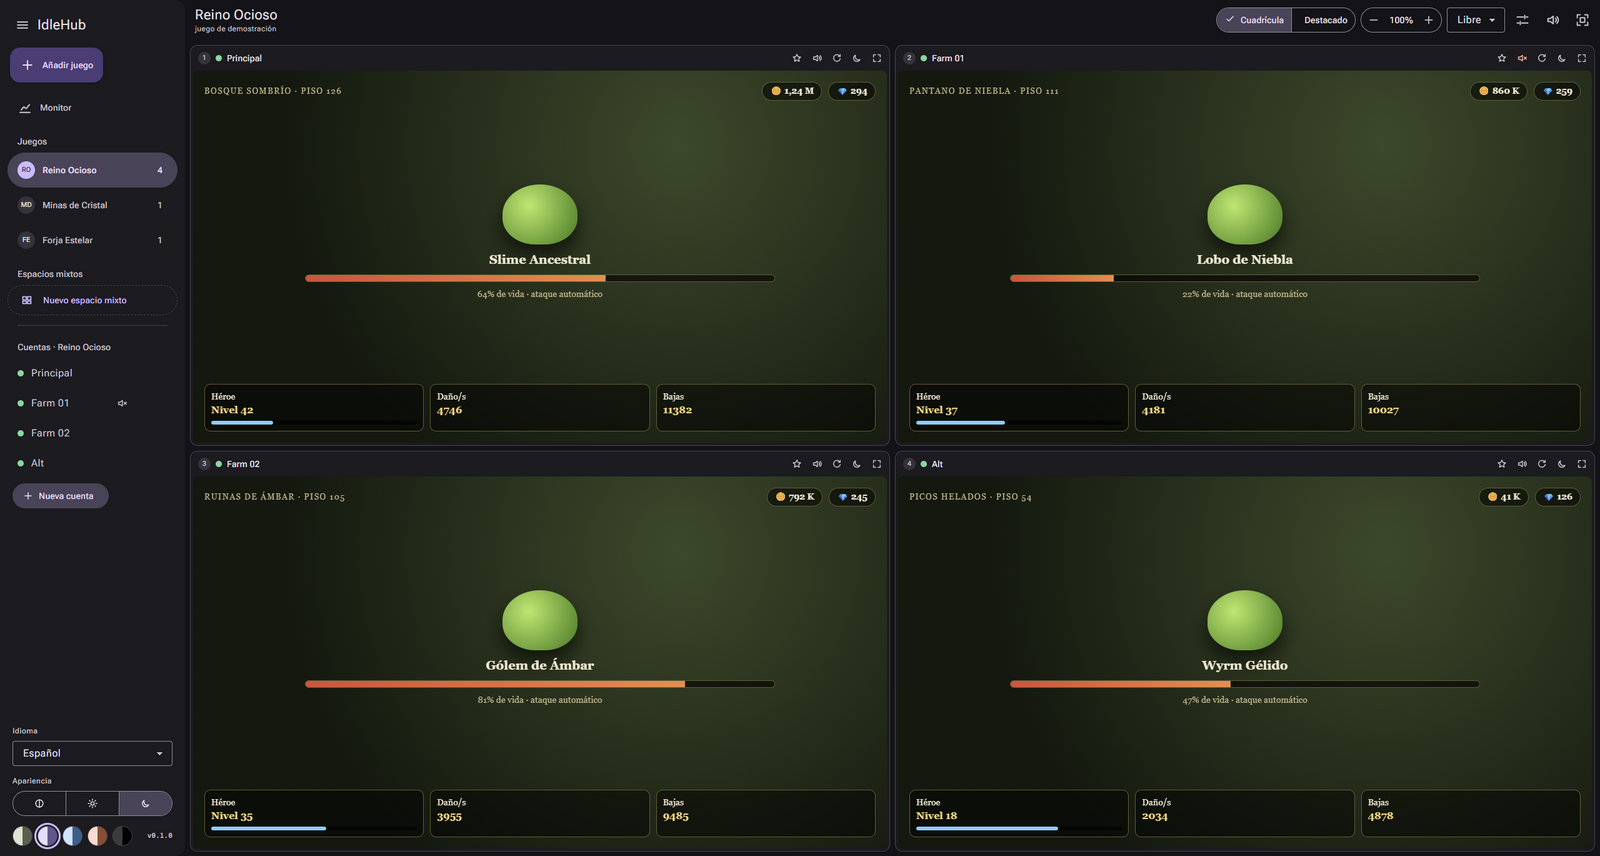 IdleHub
Añadir juego
Monitor
Juegos
RO Reino Ocioso 4
MD Minas de Cristal 1
FE Forja Estelar 1
Espacios mixtos
Nuevo espacio mixto
Cuentas · Reino Ocioso
Principal
Farm 01
Farm 02
Alt
Nueva cuenta
Idioma
Español
Apariencia
v0.1.0
Reino Ocioso
juego de demostración
Cuadrícula Destacado 100% Libre
1 Principal
BOSQUE SOMBRÍO · PISO 126 1,24 M 294
Slime Ancestral
64% de vida · ataque automático
Héroe Daño/s Bajas
Nivel 42 4746 11382
2 Farm 01
PANTANO DE NIEBLA · PISO 111 860 K 259
Lobo de Niebla
22% de vida · ataque automático
Héroe Daño/s Bajas
Nivel 37 4181 10027
3 Farm 02
RUINAS DE ÁMBAR · PISO 105 792 K 245
Gólem de Ámbar
81% de vida · ataque automático
Héroe Daño/s Bajas
Nivel 35 3955 9485
4 Alt
PICOS HELADOS · PISO 54 41 K 126
Wyrm Gélido
47% de vida · ataque automático
Héroe Daño/s Bajas
Nivel 18 2034 4878